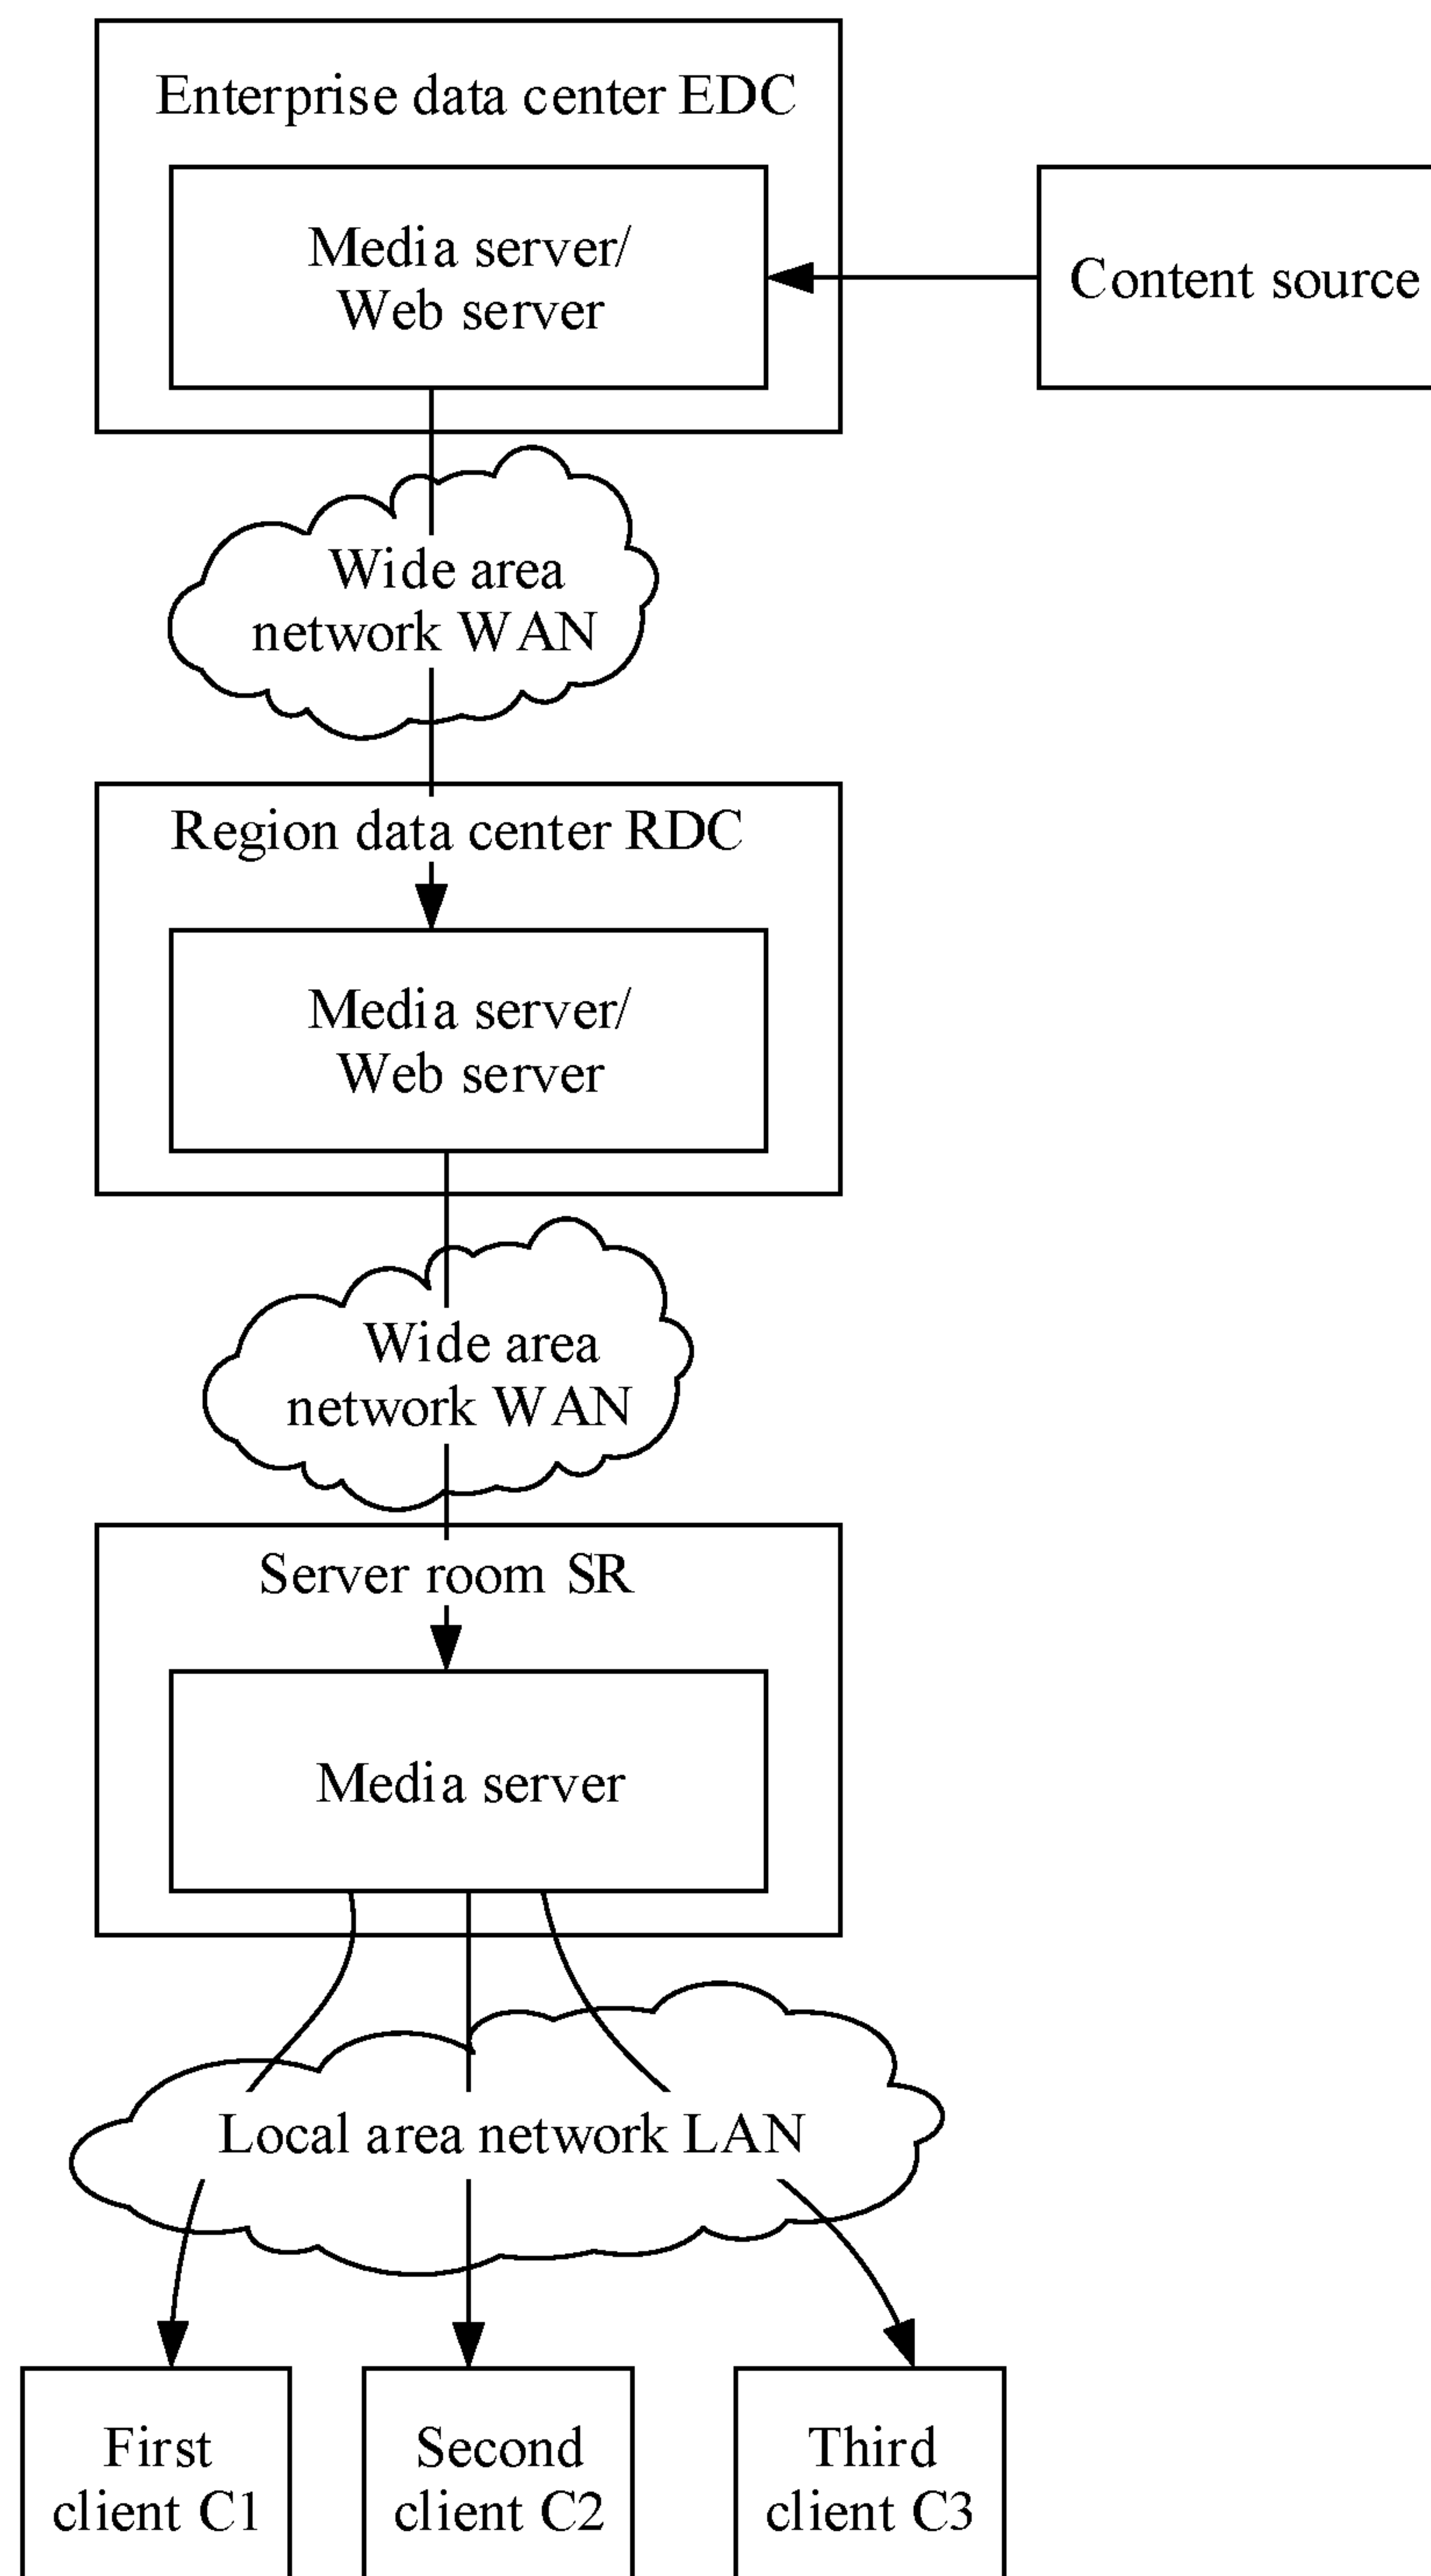 Enterprise data center EDC
Media server/
Web server
Content source
Wide area
network WAN
Region data center RDC
Media server/
Web server
Wide area
network WAN
Server room SR
Media server
Local area network LAN
First
client C1
Second
client C2
Third
client C3